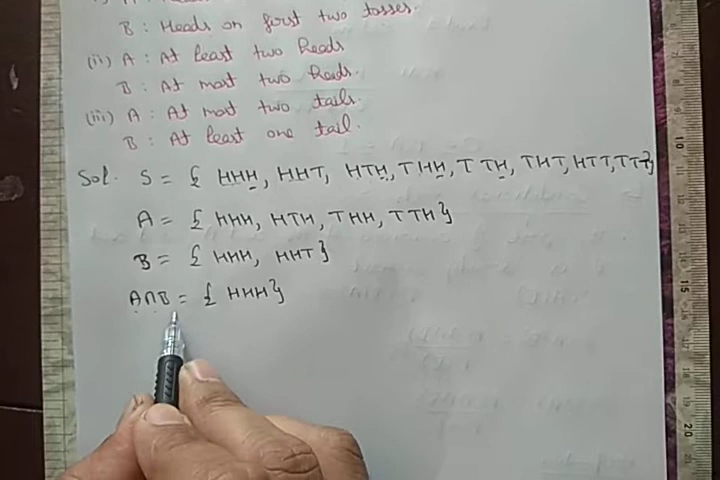 B : Heads on first two tosses.
(ii) A : At least two heads
B : At most two heads.
(iii) A : At most two tails.
B : At least one tail.
Sol. S = { HHH, HHT, HTH, THH, TTH, THT, HTT, TTT}
A = { HHH, HTH, THH, TTH}
B = { HHH, HHT}
A∩B = { HHH}